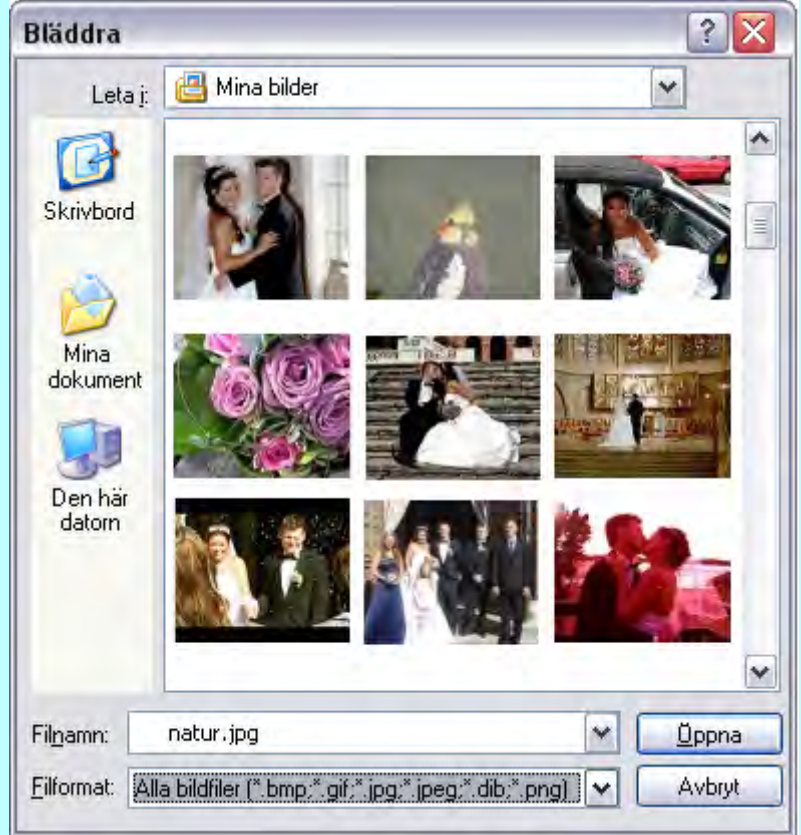 Bläddra
?
Leta i:
Mina bilder
Skrivbord
Mina
dokument
Den här
datorn
Filnamn:
natur.jpg
Öppna
Filformat:
Alla bildfiler (*.bmp;*.gif;*.jpg;*.jpeg;*.dib;*.png)
Avbryt